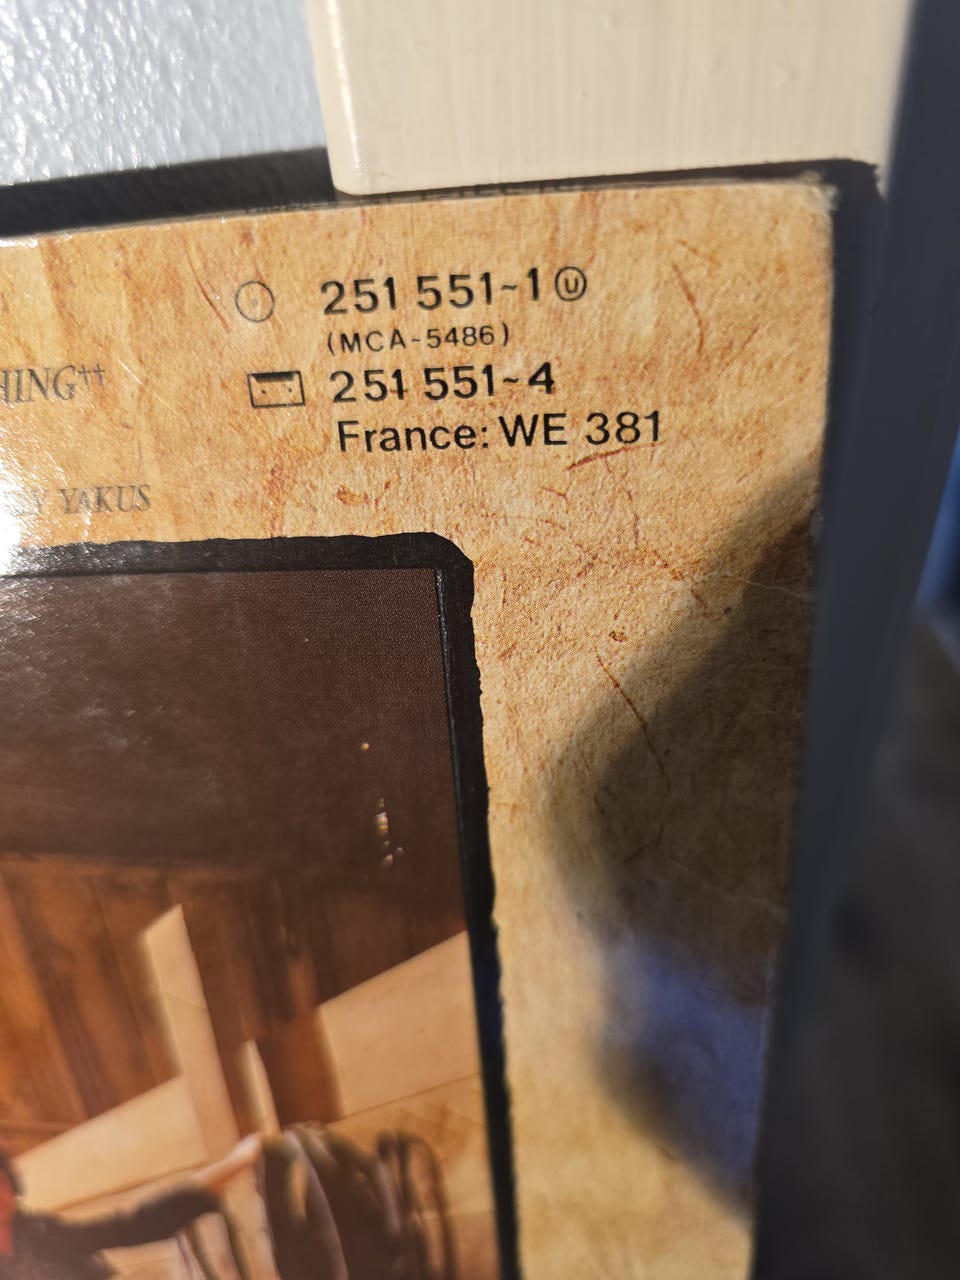 251 551-1 Ⓤ
(MCA-5486)
HING††
251 551-4
France: WE 381
YAKUS